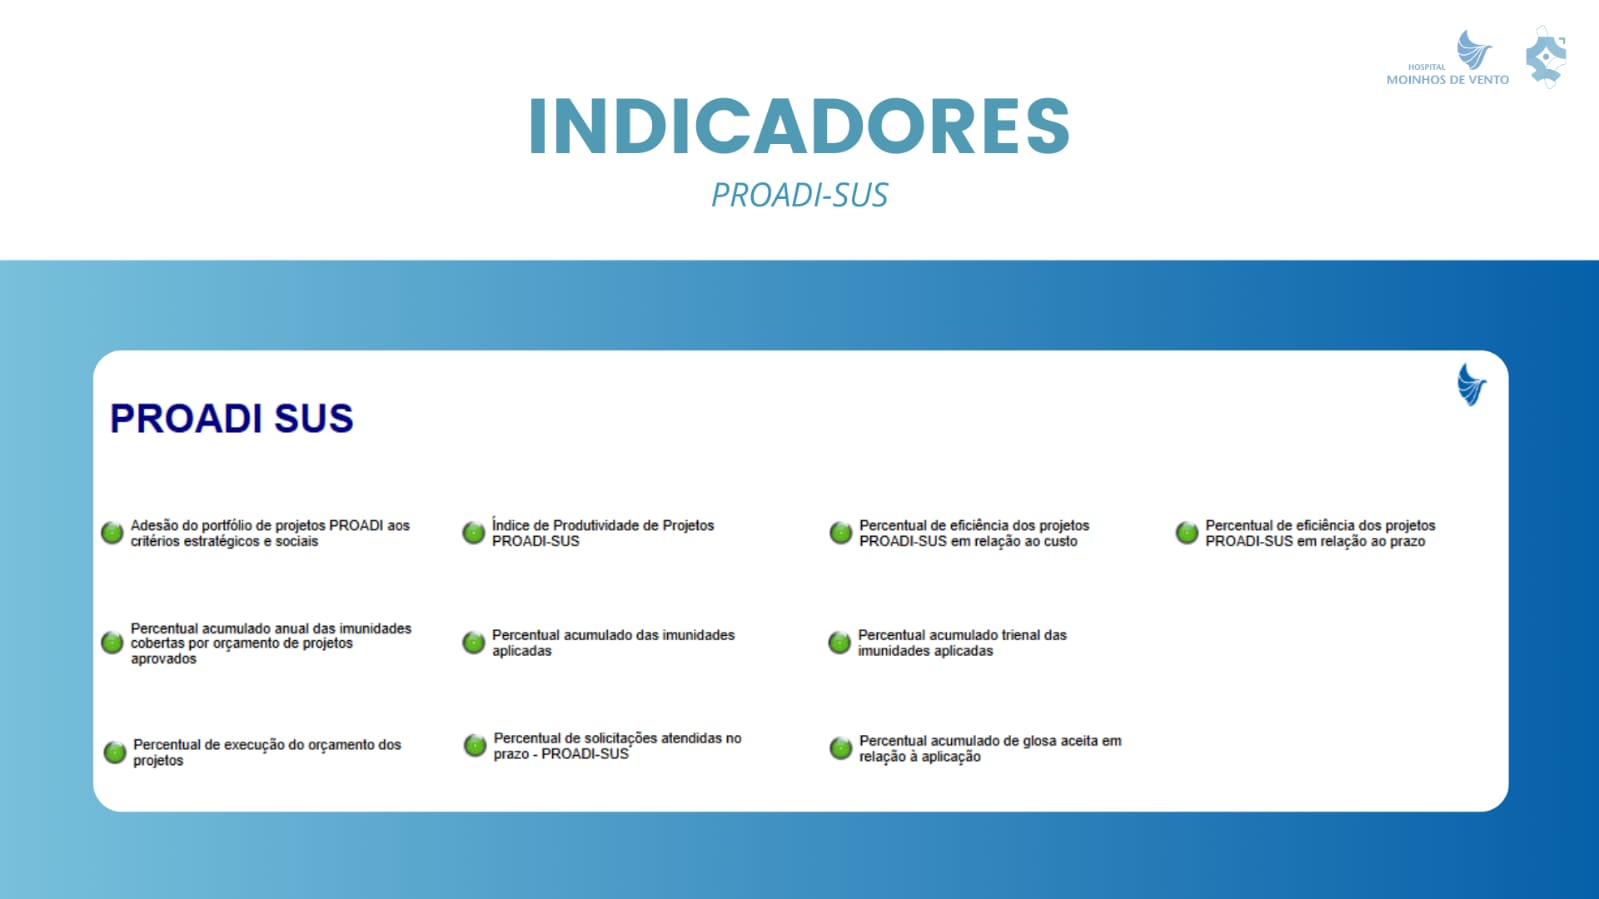 HOSPITAL
MOINHOS DE VENTO
INDICADORES
PROADI-SUS
PROADI SUS
Adesão do portfólio de projetos PROADI aos
critérios estratégicos e sociais
Índice de Produtividade de Projetos
PROADI-SUS
Percentual de eficiência dos projetos
PROADI-SUS em relação ao custo
Percentual de eficiência dos projetos
PROADI-SUS em relação ao prazo
Percentual acumulado anual das imunidades
cobertas por orçamento de projetos
aprovados
Percentual acumulado das imunidades
aplicadas
Percentual acumulado trienal das
imunidades aplicadas
Percentual de execução do orçamento dos
projetos
Percentual de solicitações atendidas no
prazo - PROADI-SUS
Percentual acumulado de glosa aceita em
relação à aplicação